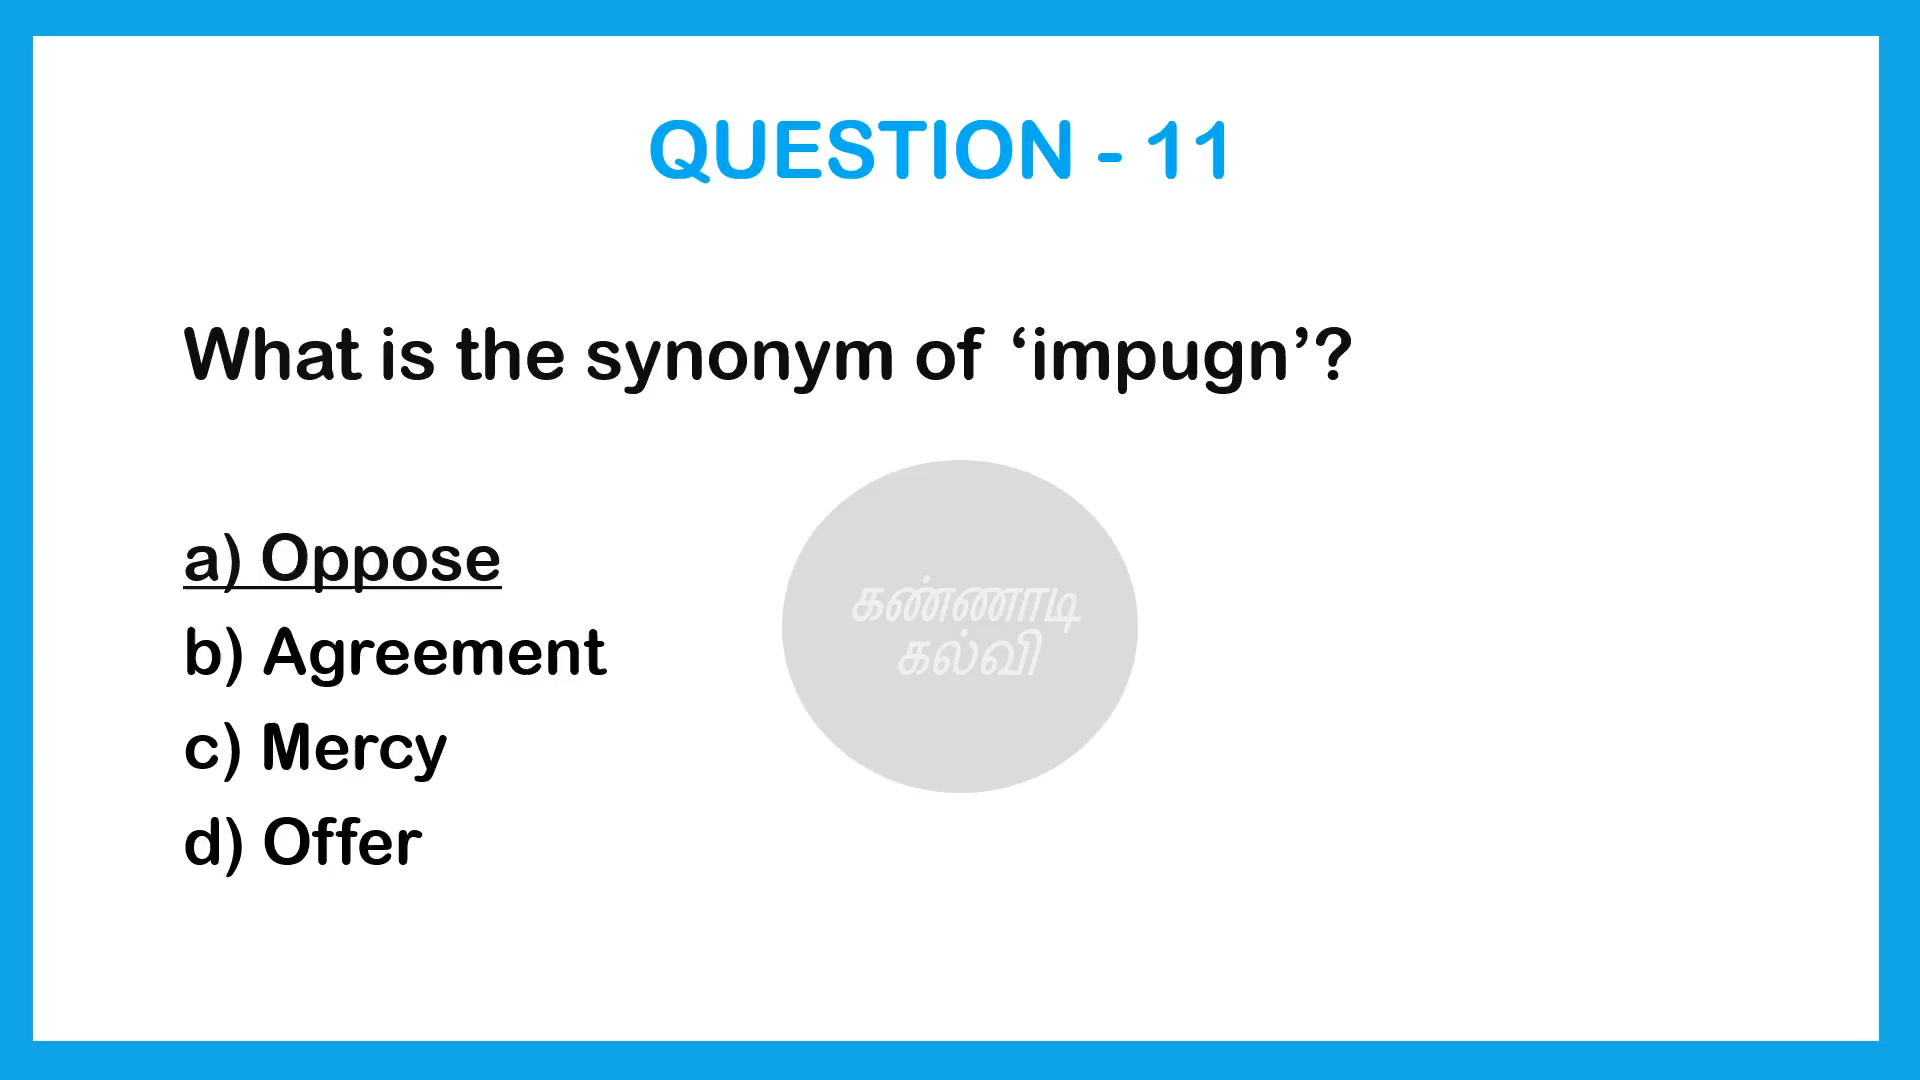 QUESTION - 11
What is the synonym of ‘impugn’?
a) Oppose
b) Agreement
c) Mercy
d) Offer
கண்ணாடி
கல்வி